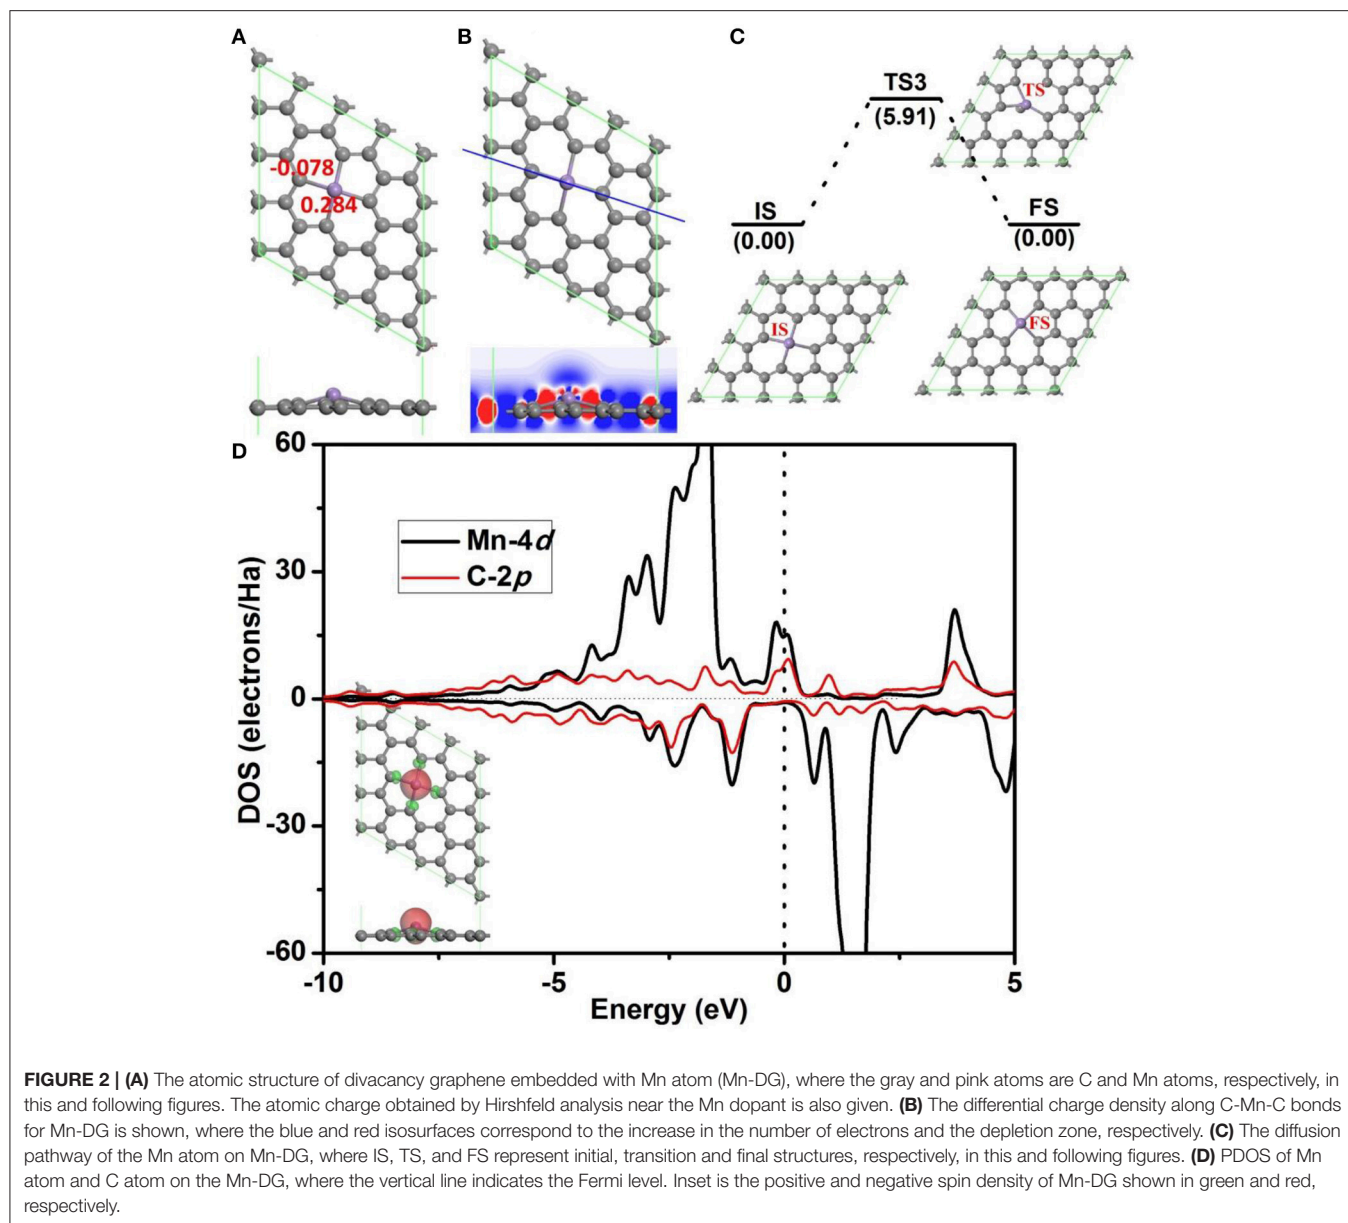 A
B
C
-0.078
0.284
TS3
(5.91)
TS
IS
(0.00)
FS
(0.00)
IS
FS
D
60
30
0
-30
-60
DOS (electrons/Ha)
Mn-4d
C-2p
-10
-5
0
5
Energy (eV)
FIGURE 2 | (A) The atomic structure of divacancy graphene embedded with Mn atom (Mn-DG), where the gray and pink atoms are C and Mn atoms, respectively, in
this and following figures. The atomic charge obtained by Hirshfeld analysis near the Mn dopant is also given. (B) The differential charge density along C-Mn-C bonds
for Mn-DG is shown, where the blue and red isosurfaces correspond to the increase in the number of electrons and the depletion zone, respectively. (C) The diffusion
pathway of the Mn atom on Mn-DG, where IS, TS, and FS represent initial, transition and final structures, respectively, in this and following figures. (D) PDOS of Mn
atom and C atom on the Mn-DG, where the vertical line indicates the Fermi level. Inset is the positive and negative spin density of Mn-DG shown in green and red,
respectively.